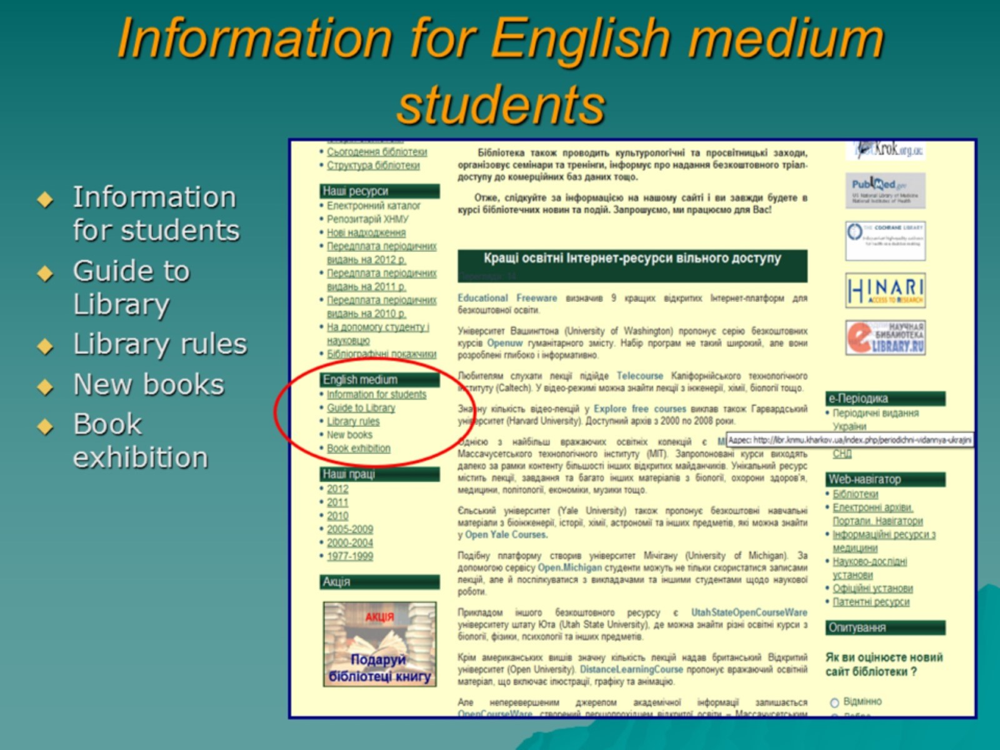 Information for English medium
students
Information
for students
Guide to
Library
Library rules
New books
Book
exhibition
Сьогодення бібліотеки
Структура бібліотеки
Наші ресурси
Електронний каталог
Репозитарій ХНМУ
Нові надходження
Передплата періодичних
видань на 2012 р.
Передплата періодичних
видань на 2011 р.
Передплата періодичних
видань на 2010 р.
На допомогу студенту і
науковцю
Бібліографічні покажчики
English medium
Information for students
Guide to Library
Library rules
New books
Book exhibition
Наші праці
2012
2011
2010
2005-2009
2000-2004
1977-1999
Акція
АКЦІЯ
Подаруй
бібліотеці книгу
Бібліотека також проводить культурологічні та просвітницькі заходи,
організовує семінари та тренінги, інформує про надання безкоштовного тріал-
доступу до комерційних баз даних тощо.
Отже, слідкуйте за інформацією на нашому сайті і ви завжди будете в
курсі бібліотечних новин та подій. Запрошуємо, ми працюємо для Вас!
Кращі освітні Інтернет-ресурси вільного доступу
Educational Freeware визначив 9 кращих відкритих Інтернет-платформ для
безкоштовної освіти.
Університет Вашингтона (University of Washington) пропонує серію безкоштовних
курсів Openuw гуманітарного змісту. Набір програм не такий широкий, але вони
розроблені глибоко і інформативно.
Любителям слухати лекції підійде Telecourse Каліфорнійського технологічного
інституту (Caltech). У відео-режимі можна знайти лекції з інженерії, хімії, біології тощо.
Значну кількість відео-лекцій у Explore free courses виклав також Гарвардський
університет (Harvard University). Доступний архів з 2000 по 2008 роки.
Однією з найбільш вражаючих освітніх колекцій є
Массачусетського технологічного інституту (MIT). Запропоновані курси виходять
далеко за рамки контенту більшості інших відкритих майданчиків. Унікальний ресурс
містить лекції, завдання та багато інших матеріалів з біології, охорони здоров'я,
медицини, політології, економіки, музики тощо.
Єльський університет (Yale University) також пропонує безкоштовні навчальні
матеріали з біоінженерії, історії, хімії, астрономії та інших предметів, які можна знайти
у Open Yale Courses.
Подібну платформу створив університет Мічігану (University of Michigan). За
допомогою сервісу Open.Michigan студенти можуть не тільки скористатися записами
лекцій, але й поспілкуватися з викладачами та іншими студентами щодо наукової
роботи.
Прикладом іншого безкоштовного ресурсу є UtahStateOpenCourseWare
університету штату Юта (Utah State University), де можна знайти різні освітні курси з
біології, фізики, психології та інших предметів.
Крім американських вишів значну кількість лекцій надав британський Відкритий
університет (Open University). DistanceLearningCourse пропонує вражаючий освітній
матеріал, що включає ілюстрації, графіку та анімацію.
Але неперевершеним джерелом академічної інформації залишається
OpenCourseWare, створений першопрохідцем відкритої освіти – Массачусетським
Krok.org.ua
PubMed.gov
US National Library of Medicine
National Institutes of Health
THE COCHRANE LIBRARY
HINARI
ACCESS TO RESEARCH
НАУЧНАЯ
БИБЛИОТЕКА
eLIBRARY.RU
е-Періодика
Періодичні видання
України
Адрес: http://libr.knmu.kharkov.ua/index.php/periodichni-vidannya-ukrajini
СНД
Web-навігатор
Бібліотеки
Електронні архіви.
Портали. Навігатори
Інформаційні ресурси з
медицини
Науково-дослідні
установи
Офіційні установи
Патентні ресурси
Опитування
Як ви оцінюєте новий
сайт бібліотеки ?
Відмінно